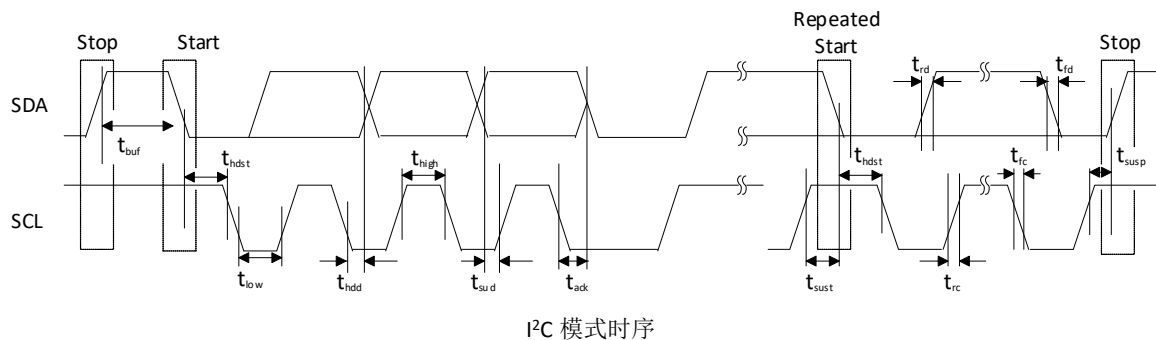 Repeated
Stop Start Start Stop
t_rd t_fd
SDA
t_buf t_hdst t_high t_hdst t_fc t_susp
SCL
t_low t_hdd t_sud t_ack t_sust t_rc
I²C 模式时序